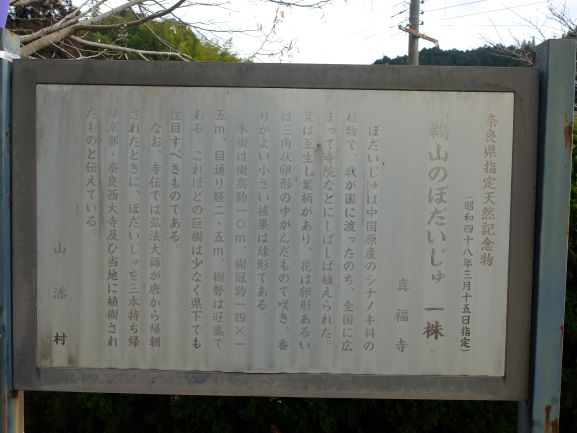 奈良県指定天然記念物
(昭和四十八年三月十五日指定)
鵜山のぼだいじゅ 一株
真福寺
ぼだいじゅは中国原産のシナノキ科の
植物で、我が国に渡ったのち、全国に広
まって寺院などにしばしば植えられた。
葉は互生し葉柄があり、花は卵形あるい
は三角状卵形のゆがんだもので咲き、香
りがよい小さい核果は球形である。
本樹は樹高約一〇m、樹冠約一四×一
五m、目通り経二・五m、樹勢は旺盛で
ある。これほどの巨樹は少なく県下でも
注目すべきものである。
なお、寺伝では弘法大師が唐から帰朝
されたときに、ぼだいじゅを三本持ち帰
り京都・奈良西大寺及び当地に植樹され
たものと伝えている。
山添村